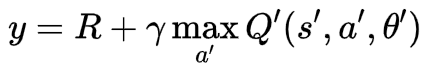 y = R + γ max_{a′} Q′(s′, a′, θ′)